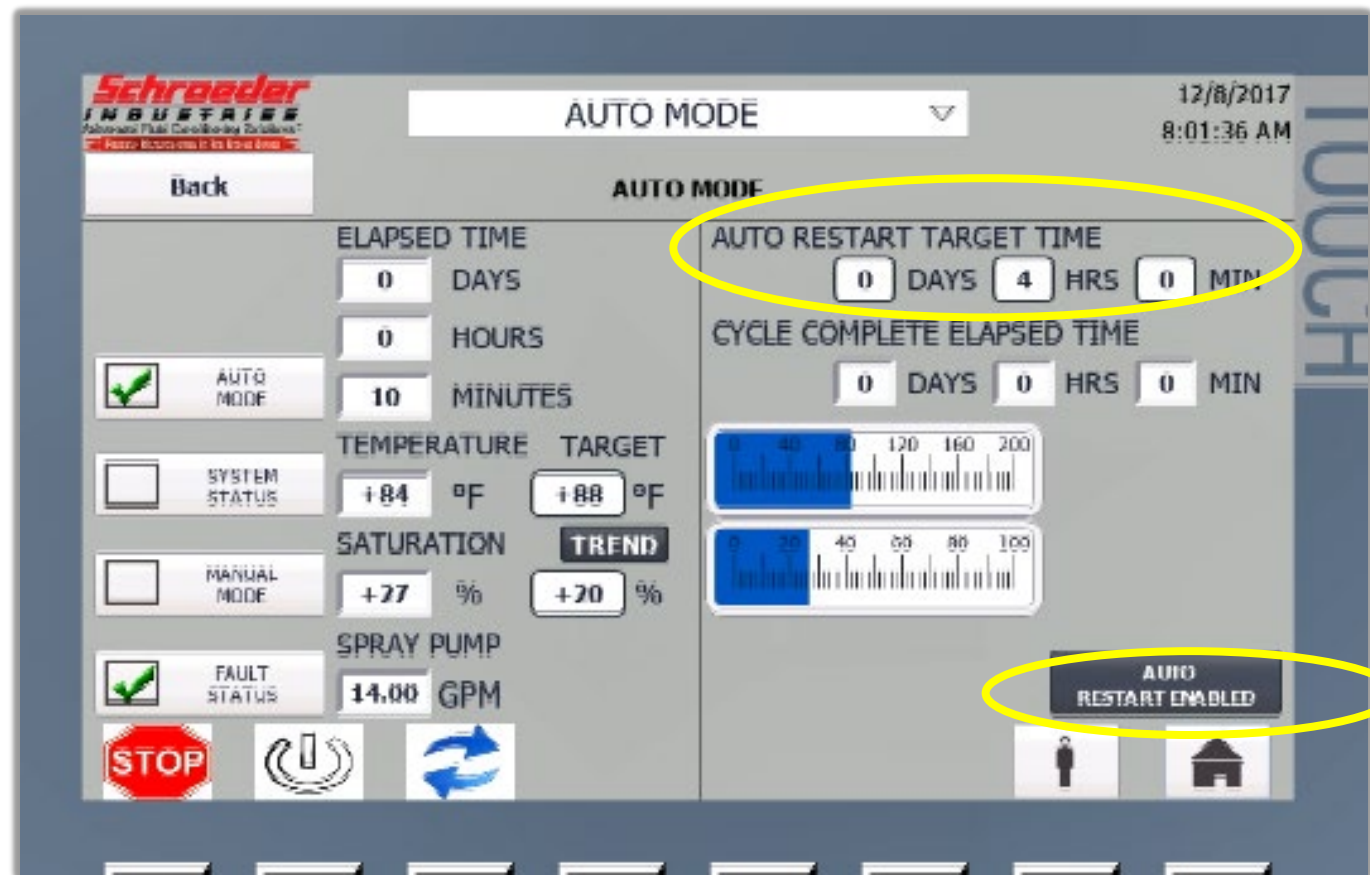 Schroeder
INDUSTRIES
AUTO MODE
12/8/2017
8:01:36 AM
Back
AUTO MODE
TOUCH
ELAPSED TIME
0 DAYS
0 HOURS
10 MINUTES
TEMPERATURE TARGET
+84 °F +88 °F
SATURATION TREND
+27 % +20 %
SPRAY PUMP
14.00 GPM
AUTO
MODE
SYSTEM
STATUS
MANUAL
MODE
FAULT
STATUS
STOP
AUTO RESTART TARGET TIME
0 DAYS 4 HRS 0 MIN
CYCLE COMPLETE ELAPSED TIME
0 DAYS 0 HRS 0 MIN
0 40 80 120 160 200
0 20 40 60 80 100
AUTO
RESTART ENABLED